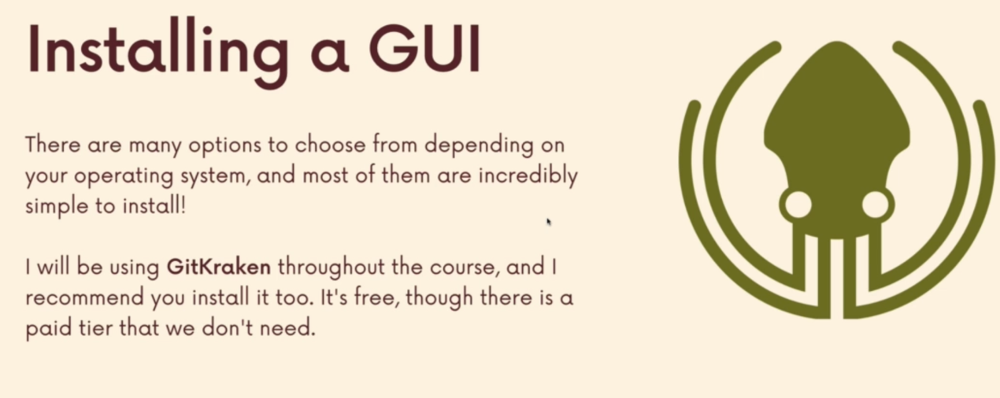 Installing a GUI
There are many options to choose from depending on
your operating system, and most of them are incredibly
simple to install!
I will be using GitKraken throughout the course, and I
recommend you install it too. It's free, though there is a
paid tier that we don't need.